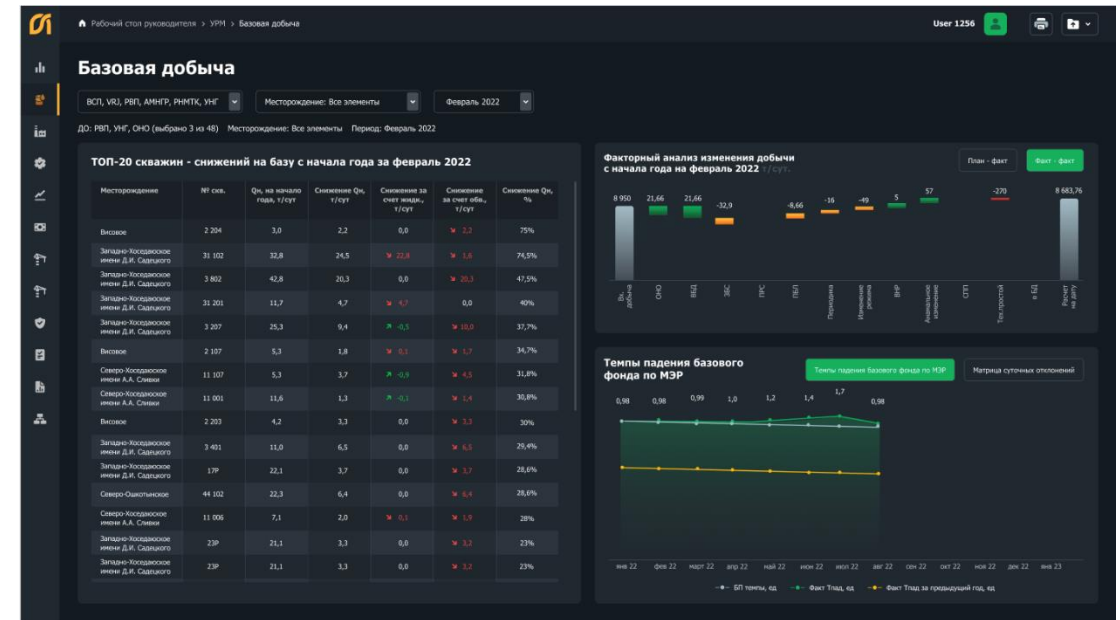 Рабочий стол руководителя > УРМ > Базовая добыча
User 1256
Базовая добыча
ВСП, VRJ, РВП, АМНГР, РНМТК, УНГ
Месторождение: Все элементы
Февраль 2022
ДО: РВП, УНГ, ОНО (выбрано 3 из 48) Месторождение: Все элементы Период: Февраль 2022
ТОП-20 скважин - снижений на базу с начала года за февраль 2022
Месторождение № скв. Qн, на начало года, т/сут Снижение Qн, т/сут Снижение за счет жидк., т/сут Снижение за счет обв., т/сут Снижение Qн, %
Висовое 2 204 3,0 2,2 0,0 2,2 75%
Западно-Хоседаюское имени Д.И. Садецкого 31 102 32,8 24,5 22,8 1,6 74,5%
Западно-Хоседаюское имени Д.И. Садецкого 3 802 42,8 20,3 0,0 20,3 47,5%
Западно-Хоседаюское имени Д.И. Садецкого 31 201 11,7 4,7 4,7 0,0 40%
Западно-Хоседаюское имени Д.И. Садецкого 3 207 25,3 9,4 -0,5 10,0 37,7%
Висовое 2 107 5,3 1,8 0,1 1,7 34,7%
Северо-Хоседаюское имени А.А. Сливки 11 107 5,3 3,7 -0,9 4,5 31,8%
Северо-Хоседаюское имени А.А. Сливки 11 001 11,6 1,3 -0,1 1,4 30,8%
Висовое 2 203 4,2 3,3 0,0 3,3 30%
Западно-Хоседаюское имени Д.И. Садецкого 3 401 11,0 6,5 0,0 6,5 29,4%
Западно-Хоседаюское имени Д.И. Садецкого 17Р 22,1 3,7 0,0 3,7 28,6%
Северо-Ошкотынское 44 102 22,3 6,4 0,0 6,4 28,6%
Северо-Хоседаюское имени А.А. Сливки 11 006 7,1 2,0 0,1 1,9 28%
Западно-Хоседаюское имени Д.И. Садецкого 23Р 21,1 3,3 0,0 3,2 23%
Западно-Хоседаюское имени Д.И. Садецкого 23Р 21,1 3,3 0,0 3,2 23%
Факторный анализ изменения добычи
с начала года на февраль 2022 т/сут.
План - факт
Факт - факт
8 950 21,66 21,66 -32,9 -8,66 -16 -49 5 57 -270 8 683,76
Вх. добыча
ОНО
ВБД
ЗБС
ПРС
ПБЛ
Периодика
Изменение режима
ВНР
Аномальное изменение
СТП
Тех.простой
в БД
Расчет на дату
Темпы падения базового
фонда по МЭР
Темпы падения базового фонда по МЭР
Матрица суточных отклонений
0,98 0,98 0,99 1,0 1,2 1,4 1,7 0,98
янв 22 фев 22 март 22 апр 22 май 22 июн 22 июл 22 авг 22 сен 22 окт 22 ноя 22 дек 22 янв 23
БП темпы, ед Факт Тпад, ед Факт Тпад за предыдущий год, ед